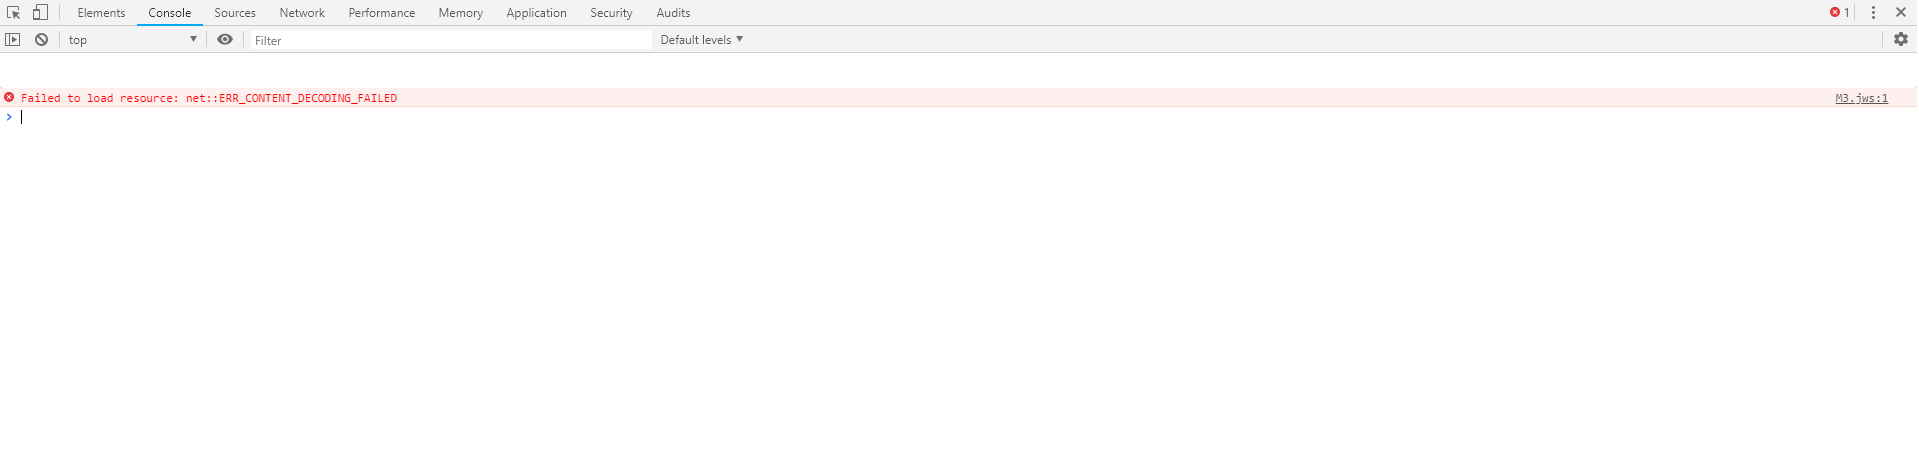 Elements Console Sources Network Performance Memory Application Security Audits 1
top Filter Default levels
Failed to load resource: net::ERR_CONTENT_DECODING_FAILED M3.jws:1